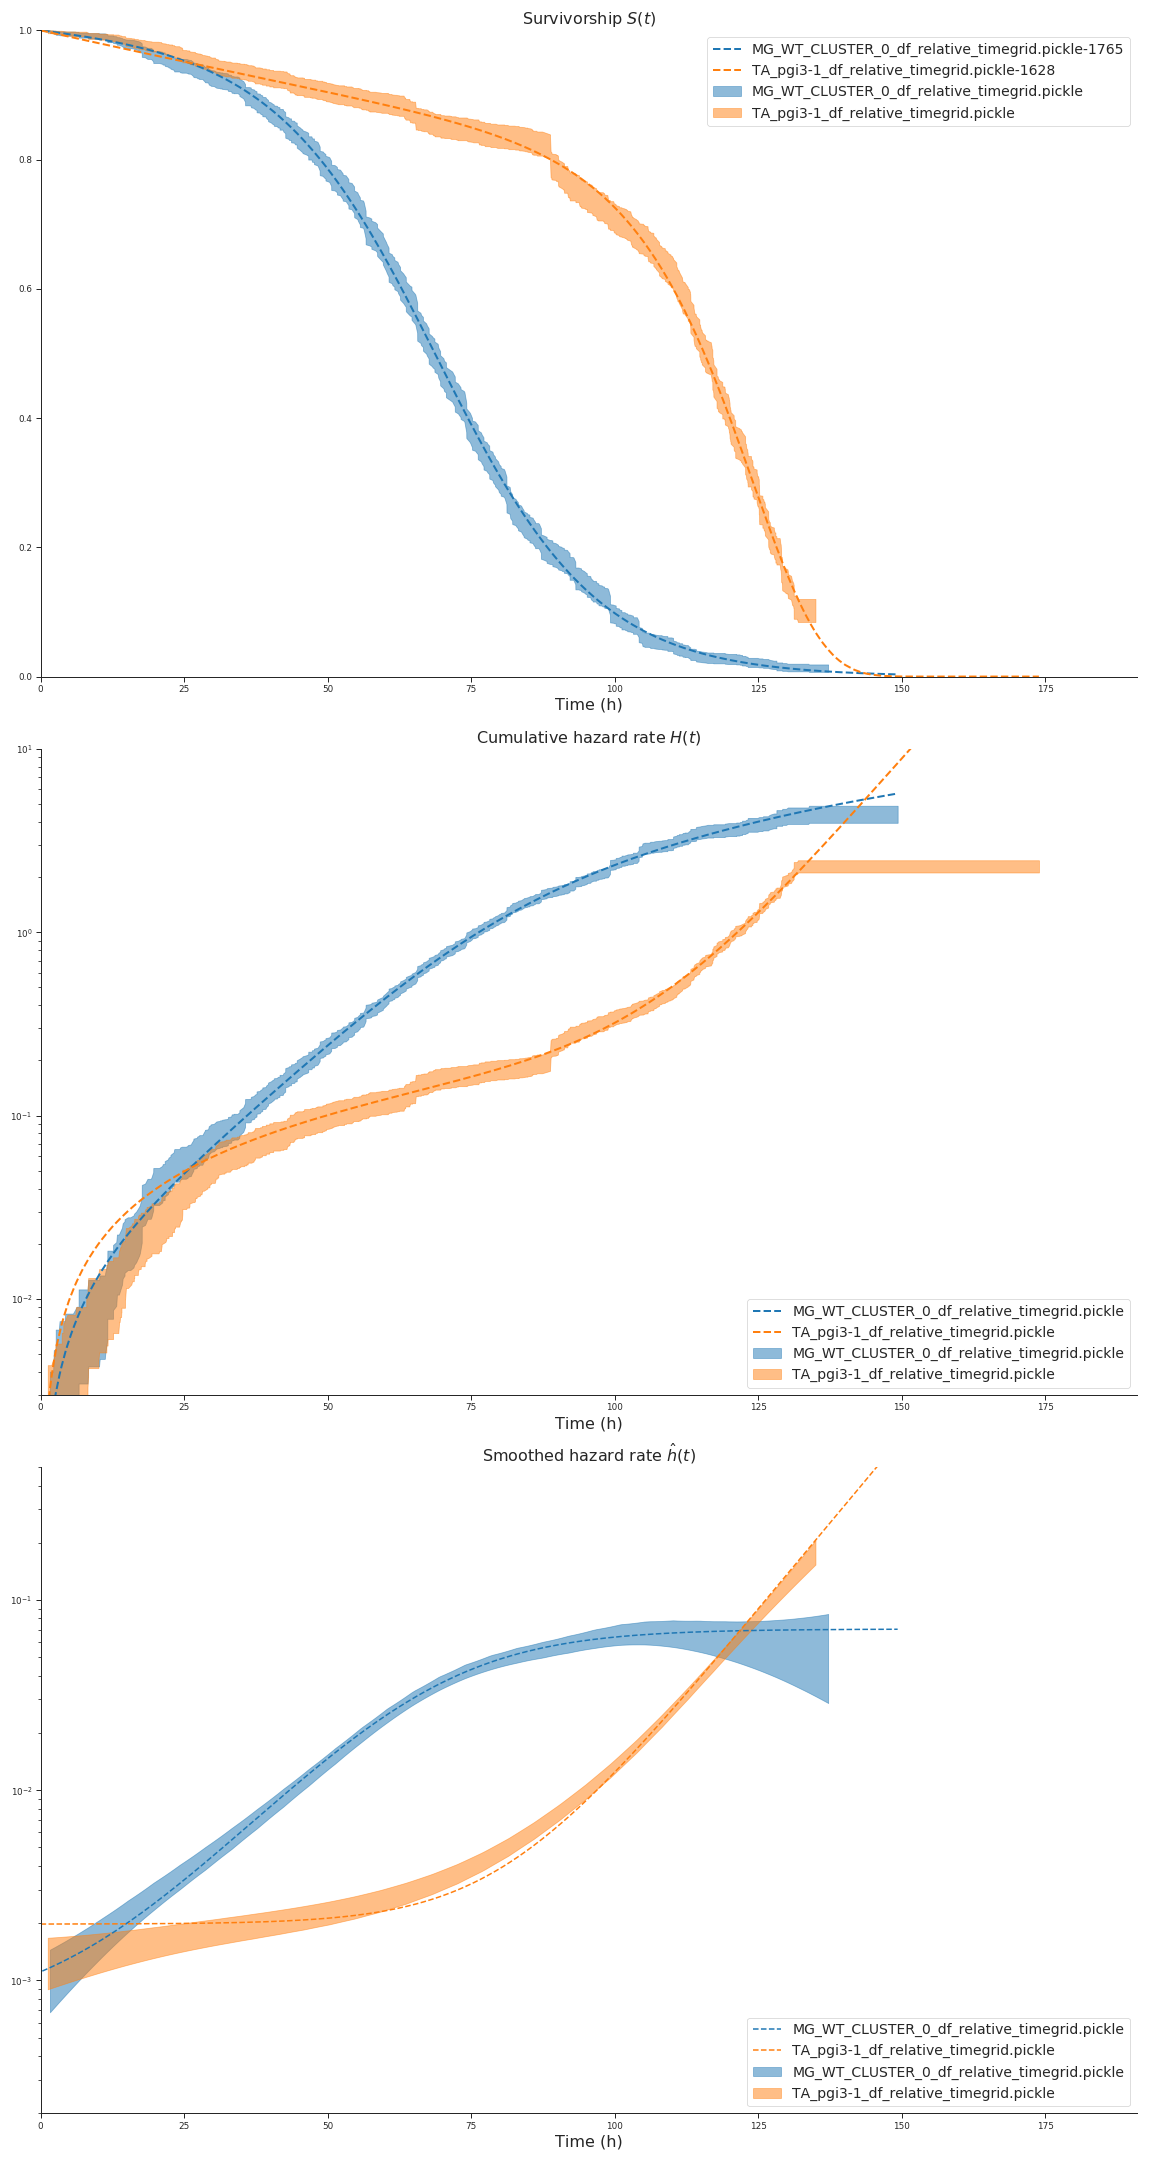 Survivorship S(t)
1.0
0.8
0.6
0.4
0.2
0.0
MG_WT_CLUSTER_0_df_relative_timegrid.pickle-1765
TA_pgi3-1_df_relative_timegrid.pickle-1628
MG_WT_CLUSTER_0_df_relative_timegrid.pickle
TA_pgi3-1_df_relative_timegrid.pickle
0 25 50 75 100 125 150 175
Time (h)
Cumulative hazard rate H(t)
10¹
10⁰
10⁻¹
10⁻²
MG_WT_CLUSTER_0_df_relative_timegrid.pickle
TA_pgi3-1_df_relative_timegrid.pickle
MG_WT_CLUSTER_0_df_relative_timegrid.pickle
TA_pgi3-1_df_relative_timegrid.pickle
0 25 50 75 100 125 150 175
Time (h)
Smoothed hazard rate ĥ(t)
10⁻¹
10⁻²
10⁻³
MG_WT_CLUSTER_0_df_relative_timegrid.pickle
TA_pgi3-1_df_relative_timegrid.pickle
MG_WT_CLUSTER_0_df_relative_timegrid.pickle
TA_pgi3-1_df_relative_timegrid.pickle
0 25 50 75 100 125 150 175
Time (h)